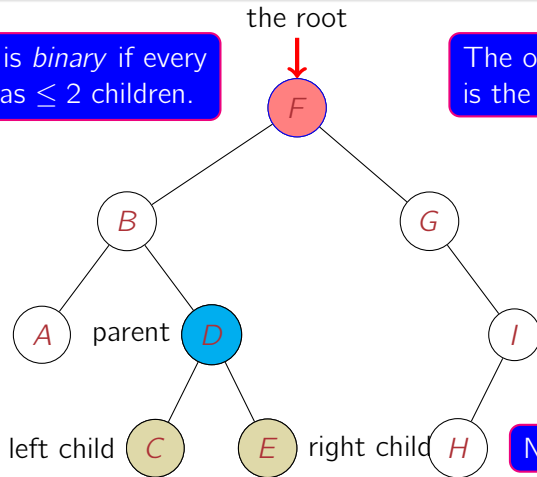 the root
is binary if every
as ≤ 2 children.
The o
is the
F
B
G
A
parent
D
I
left child
C
E
right child
H
N